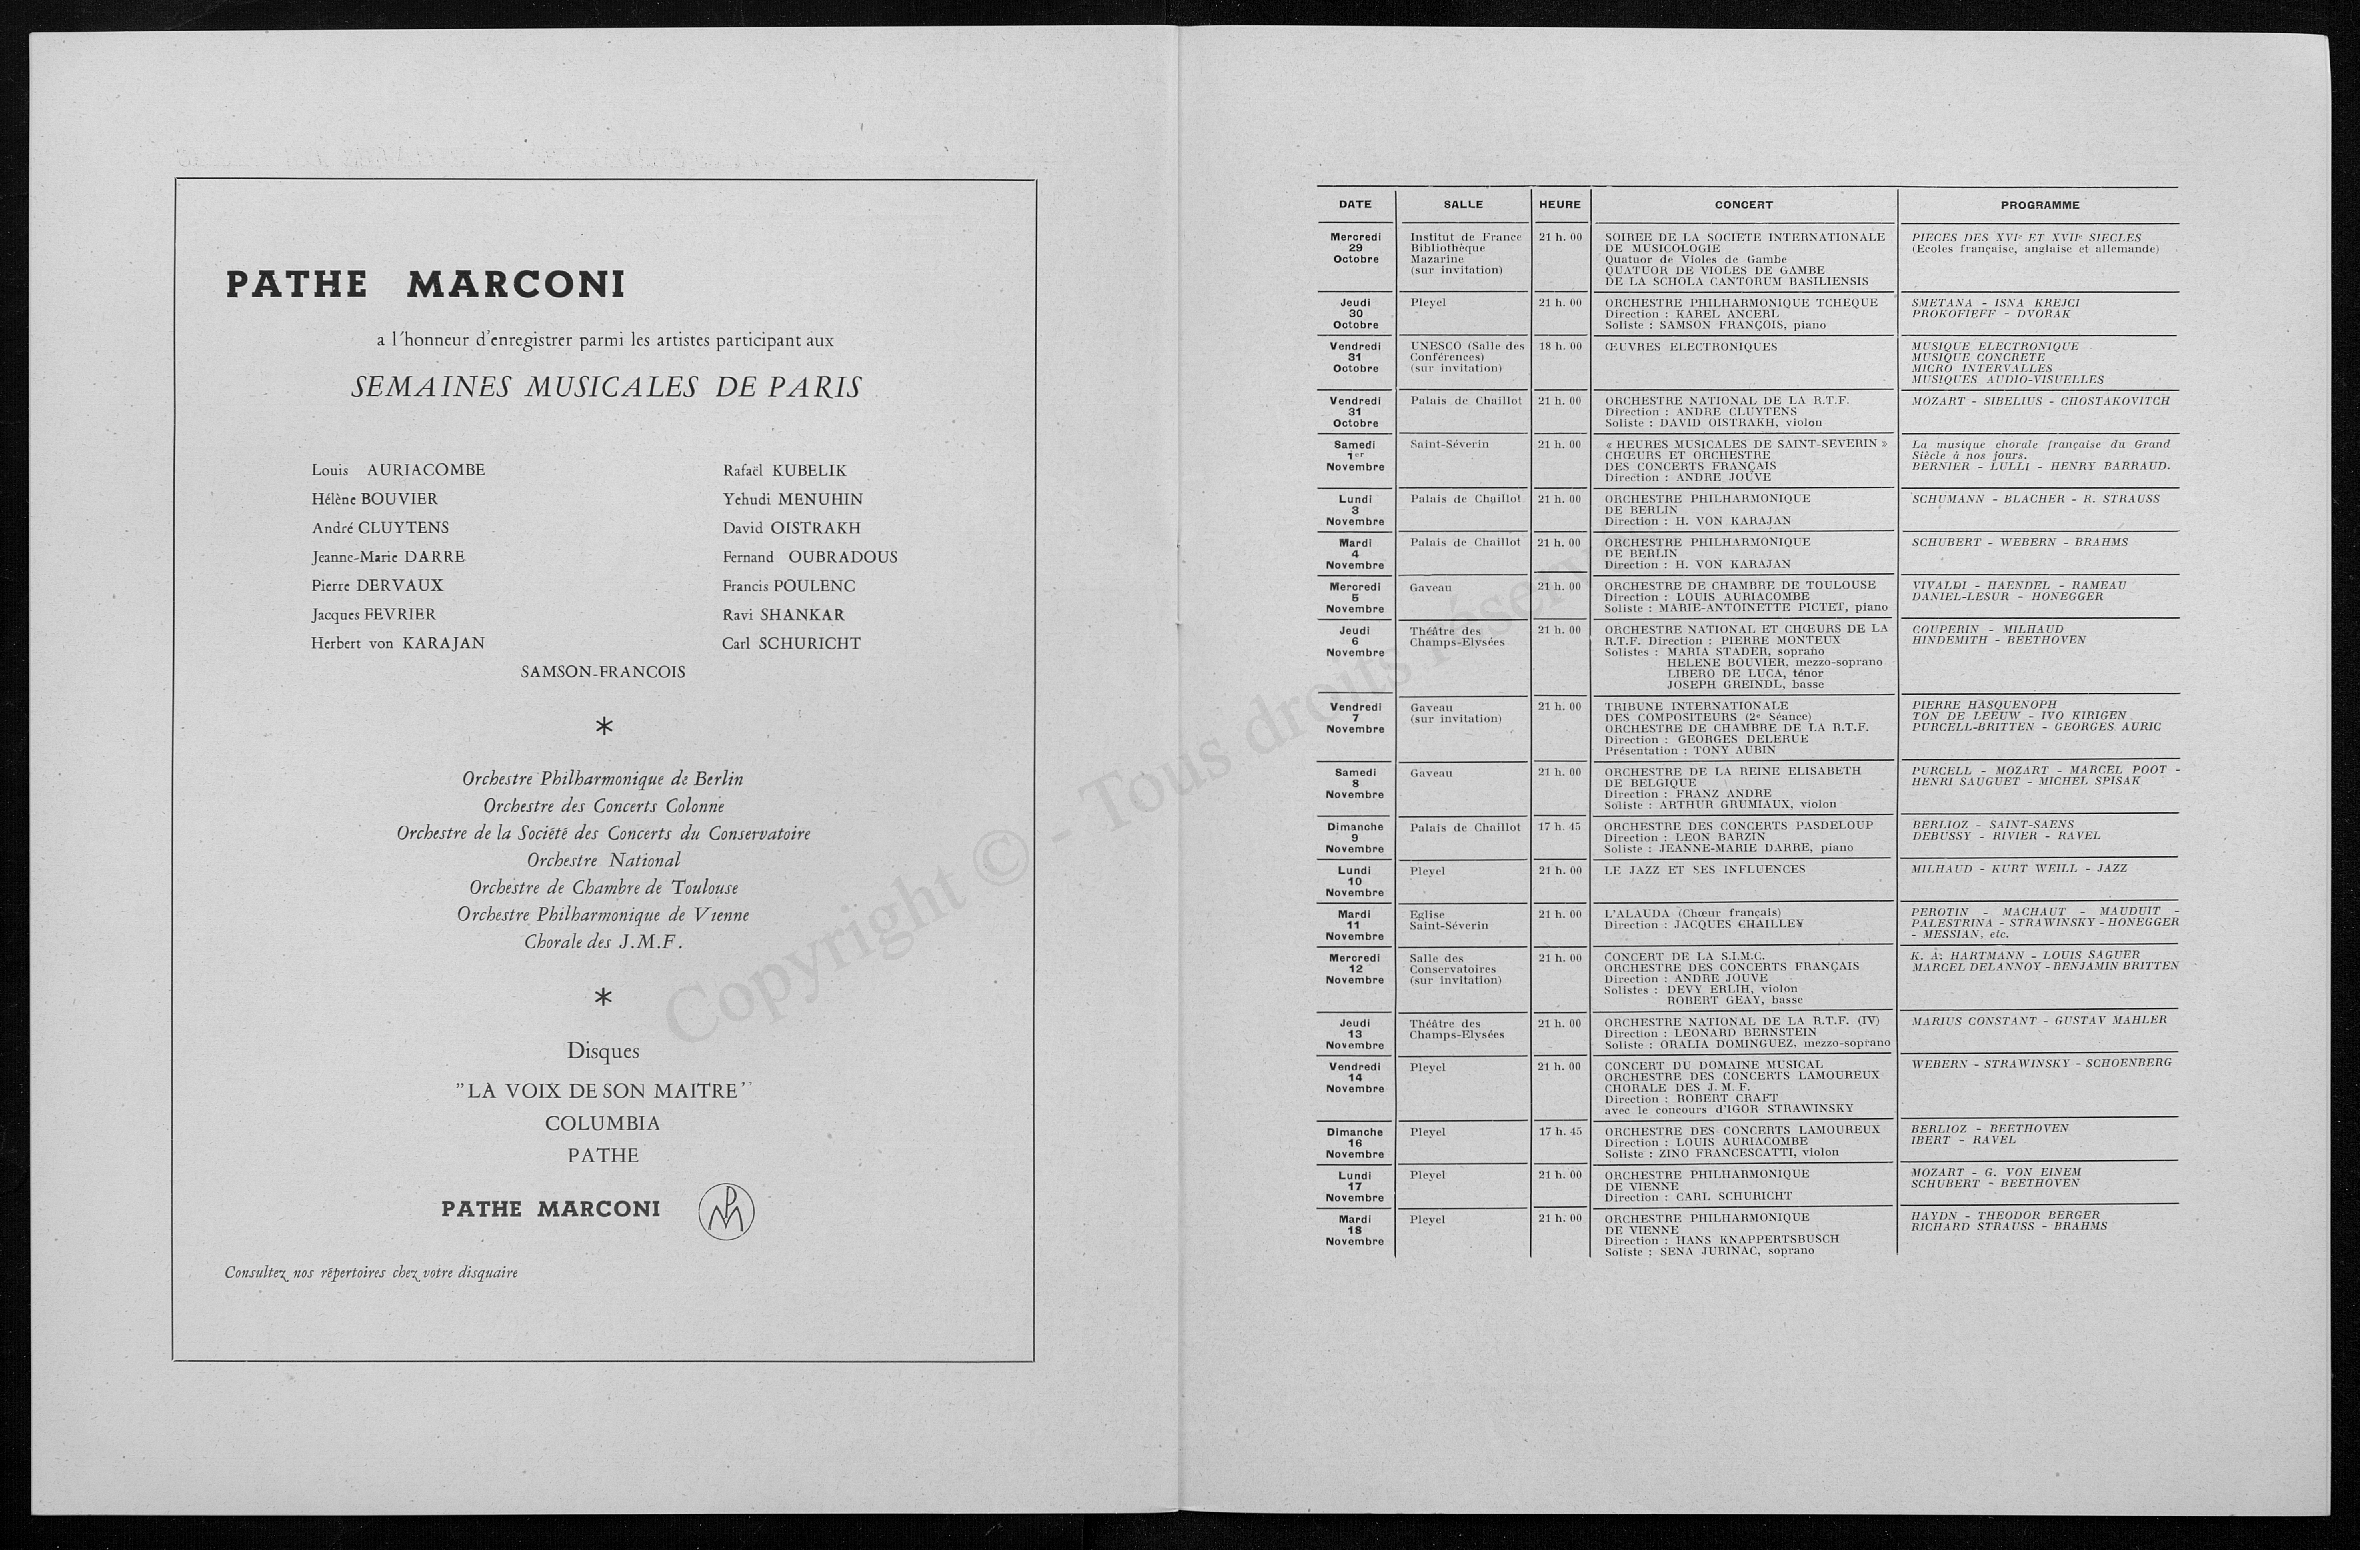 PATHE MARCONI
a l'honneur d'enregistrer parmi les artistes participant aux
SEMAINES MUSICALES DE PARIS
Louis AURIACOMBE
Hélène BOUVIER
André CLUYTENS
Jeanne-Marie DARRE
Pierre DERVAUX
Jacques FEVRIER
Herbert von KARAJAN
Rafaël KUBELIK
Yehudi MENUHIN
David OISTRAKH
Fernand OUBRADOUS
Francis POULENC
Ravi SHANKAR
Carl SCHURICHT
SAMSON-FRANCOIS
*
Orchestre Philharmonique de Berlin
Orchestre des Concerts Colonne
Orchestre de la Société des Concerts du Conservatoire
Orchestre National
Orchestre de Chambre de Toulouse
Orchestre Philharmonique de Vienne
Chorale des J.M.F.
*
Disques
"LA VOIX DE SON MAITRE"
COLUMBIA
PATHE
PATHE MARCONI
Consultez nos répertoires chez votre disquaire
DATE SALLE HEURE CONCERT PROGRAMME
Mercredi
29
Octobre
Institut de France
Bibliothèque
Mazarine
(sur invitation)
21 h. 00
SOIREE DE LA SOCIETE INTERNATIONALE
DE MUSICOLOGIE
Quatuor de Violes de Gambe
QUATUOR DE VIOLES DE GAMBE
DE LA SCHOLA CANTORUM BASILIENSIS
PIECES DES XVIe ET XVIIe SIECLES
(Ecoles française, anglaise et allemande)
Jeudi
30
Octobre
Pleyel
21 h. 00
ORCHESTRE PHILHARMONIQUE TCHEQUE
Direction : KAREL ANCERL
Soliste : SAMSON FRANÇOIS, piano
SMETANA - ISNA KREJCI
PROKOFIEFF - DVORAK
Vendredi
31
Octobre
UNESCO (Salle des
Conférences)
(sur invitation)
18 h. 00
ŒUVRES ELECTRONIQUES
MUSIQUE ELECTRONIQUE
MUSIQUE CONCRETE
MICRO INTERVALLES
MUSIQUES AUDIO-VISUELLES
Vendredi
31
Octobre
Palais de Chaillot
21 h. 00
ORCHESTRE NATIONAL DE LA R.T.F.
Direction : ANDRE CLUYTENS
Soliste : DAVID OISTRAKH, violon
MOZART - SIBELIUS - CHOSTAKOVITCH
Samedi
1er
Novembre
Saint-Séverin
21 h. 00
« HEURES MUSICALES DE SAINT-SEVERIN »
CHŒURS ET ORCHESTRE
DES CONCERTS FRANÇAIS
Direction : ANDRE JOUVE
La musique chorale française du Grand
Siècle à nos jours.
BERNIER - LULLI - HENRY BARRAUD.
Lundi
3
Novembre
Palais de Chaillot
21 h. 00
ORCHESTRE PHILHARMONIQUE
DE BERLIN
Direction : H. VON KARAJAN
SCHUMANN - BLACHER - R. STRAUSS
Mardi
4
Novembre
Palais de Chaillot
21 h. 00
ORCHESTRE PHILHARMONIQUE
DE BERLIN
Direction : H. VON KARAJAN
SCHUBERT - WEBERN - BRAHMS
Mercredi
5
Novembre
Gaveau
21 h. 00
ORCHESTRE DE CHAMBRE DE TOULOUSE
Direction : LOUIS AURIACOMBE
Soliste : MARIE-ANTOINETTE PICTET, piano
VIVALDI - HAENDEL - RAMEAU
DANIEL-LESUR - HONEGGER
Jeudi
6
Novembre
Théâtre des
Champs-Elysées
21 h. 00
ORCHESTRE NATIONAL ET CHŒURS DE LA
R.T.F. Direction : PIERRE MONTEUX
Solistes : MARIA STADER, soprano
HELENE BOUVIER, mezzo-soprano
LIBERO DE LUCA, ténor
JOSEPH GREINDL, basse
COUPERIN - MILHAUD
HINDEMITH - BEETHOVEN
Vendredi
7
Novembre
Gaveau
(sur invitation)
21 h. 00
TRIBUNE INTERNATIONALE
DES COMPOSITEURS (2e Séance)
ORCHESTRE DE CHAMBRE DE LA R.T.F.
Direction : GEORGES DELERUE
Présentation : TONY AUBIN
PIERRE HASQUENOPH
TON DE LEEUW - IVO KIRIGEN
PURCELL-BRITTEN - GEORGES AURIC
Samedi
8
Novembre
Gaveau
21 h. 00
ORCHESTRE DE LA REINE ELISABETH
DE BELGIQUE
Direction : FRANZ ANDRE
Soliste : ARTHUR GRUMIAUX, violon
PURCELL - MOZART - MARCEL POOT -
HENRI SAUGUET - MICHEL SPISAK
Dimanche
9
Novembre
Palais de Chaillot
17 h. 45
ORCHESTRE DES CONCERTS PASDELOUP
Direction : LEON BARZIN
Soliste : JEANNE-MARIE DARRE, piano
BERLIOZ - SAINT-SAENS
DEBUSSY - RIVIER - RAVEL
Lundi
10
Novembre
Pleyel
21 h. 00
LE JAZZ ET SES INFLUENCES
MILHAUD - KURT WEILL - JAZZ
Mardi
11
Novembre
Eglise
Saint-Séverin
21 h. 00
L'ALAUDA (Chœur français)
Direction : JACQUES CHAILLEY
PEROTIN - MACHAUT - MAUDUIT -
PALESTRINA - STRAWINSKY - HONEGGER
- MESSIAN, etc.
Mercredi
12
Novembre
Salle des
Conservatoires
(sur invitation)
21 h. 00
CONCERT DE LA S.I.M.C.
ORCHESTRE DES CONCERTS FRANÇAIS
Direction : ANDRE JOUVE
Solistes : DEVY ERLIH, violon
ROBERT GEAY, basse
K. A. HARTMANN - LOUIS SAGUER
MARCEL DELANNOY - BENJAMIN BRITTEN
Jeudi
13
Novembre
Théâtre des
Champs-Elysées
21 h. 00
ORCHESTRE NATIONAL DE LA R.T.F. (IV)
Direction : LEONARD BERNSTEIN
Soliste : ORALIA DOMINGUEZ, mezzo-soprano
MARIUS CONSTANT - GUSTAV MAHLER
Vendredi
14
Novembre
Pleyel
21 h. 00
CONCERT DU DOMAINE MUSICAL
ORCHESTRE DES CONCERTS LAMOUREUX
CHORALE DES J. M. F.
Direction : ROBERT CRAFT
avec le concours d'IGOR STRAWINSKY
WEBERN - STRAWINSKY - SCHOENBERG
Dimanche
16
Novembre
Pleyel
17 h. 45
ORCHESTRE DES CONCERTS LAMOUREUX
Direction : LOUIS AURIACOMBE
Soliste : ZINO FRANCESCATTI, violon
BERLIOZ - BEETHOVEN
IBERT - RAVEL
Lundi
17
Novembre
Pleyel
21 h. 00
ORCHESTRE PHILHARMONIQUE
DE VIENNE
Direction : CARL SCHURICHT
MOZART - G. VON EINEM
SCHUBERT - BEETHOVEN
Mardi
18
Novembre
Pleyel
21 h. 00
ORCHESTRE PHILHARMONIQUE
DE VIENNE
Direction : HANS KNAPPERTSBUSCH
Soliste : SENA JURINAC, soprano
HAYDN - THEODOR BERGER
RICHARD STRAUSS - BRAHMS
Copyright © - Tous droits réser